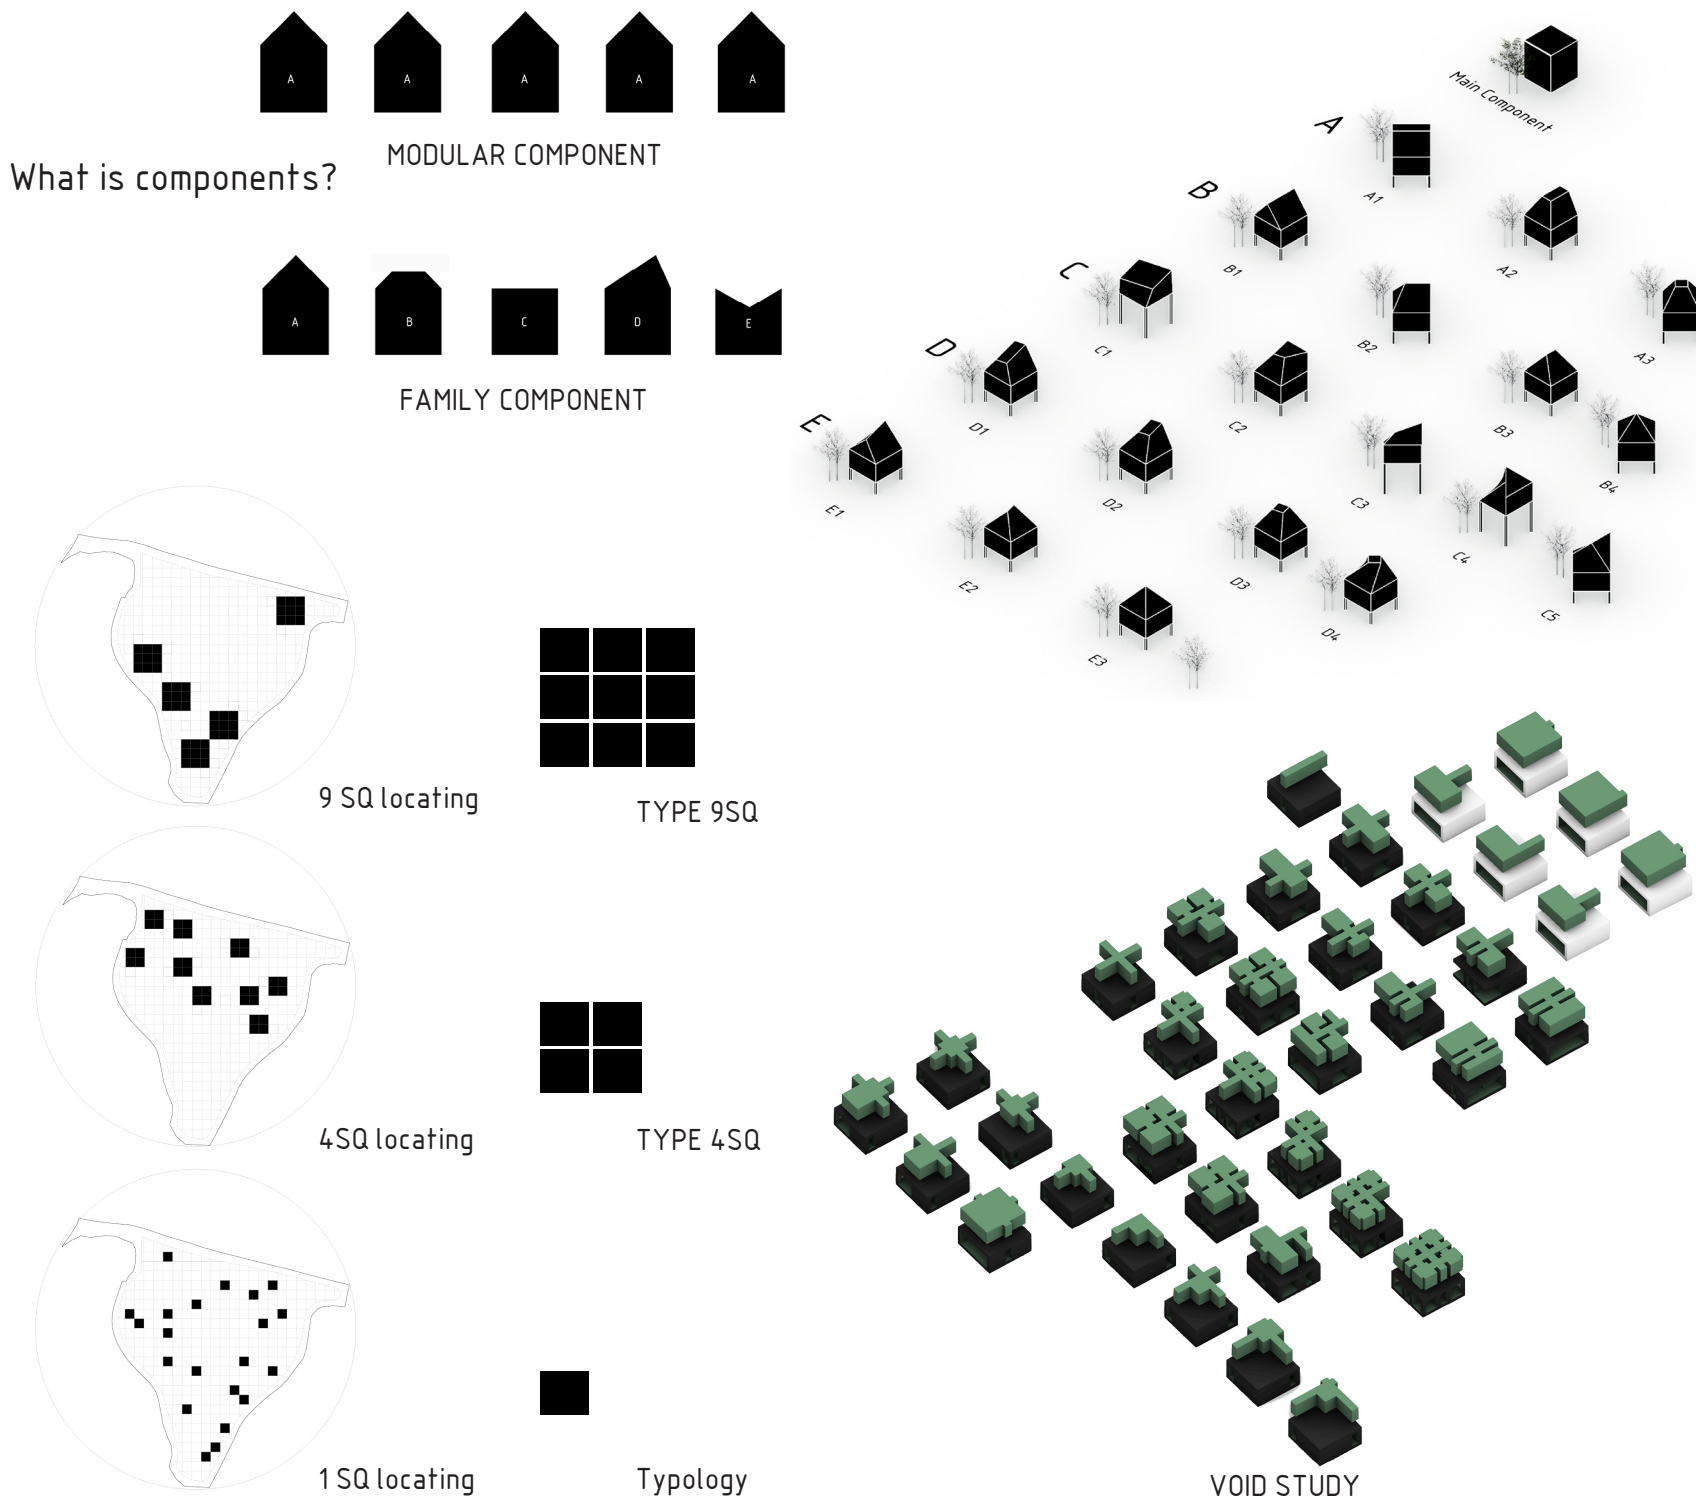 A A A A A
MODULAR COMPONENT
What is components?
A B C D E
FAMILY COMPONENT
Main Component
A
A1
A2
A3
B
B1
B2
B3
B4
C
C1
C2
C3
C4
C5
D
D1
D2
D3
D4
E
E1
E2
E3
9 SQ locating
TYPE 9SQ
4SQ locating
TYPE 4SQ
1 SQ locating
Typology
VOID STUDY